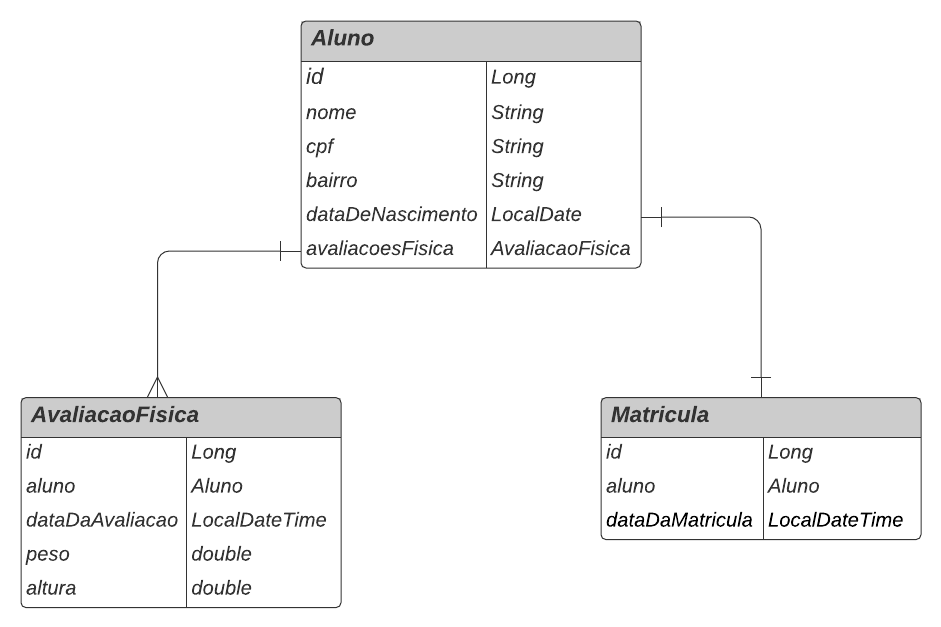 Aluno
id Long
nome String
cpf String
bairro String
dataDeNascimento LocalDate
avaliacoesFisica AvaliacaoFisica
AvaliacaoFisica
id Long
aluno Aluno
dataDaAvaliacao LocalDateTime
peso double
altura double
Matricula
id Long
aluno Aluno
dataDaMatricula LocalDateTime